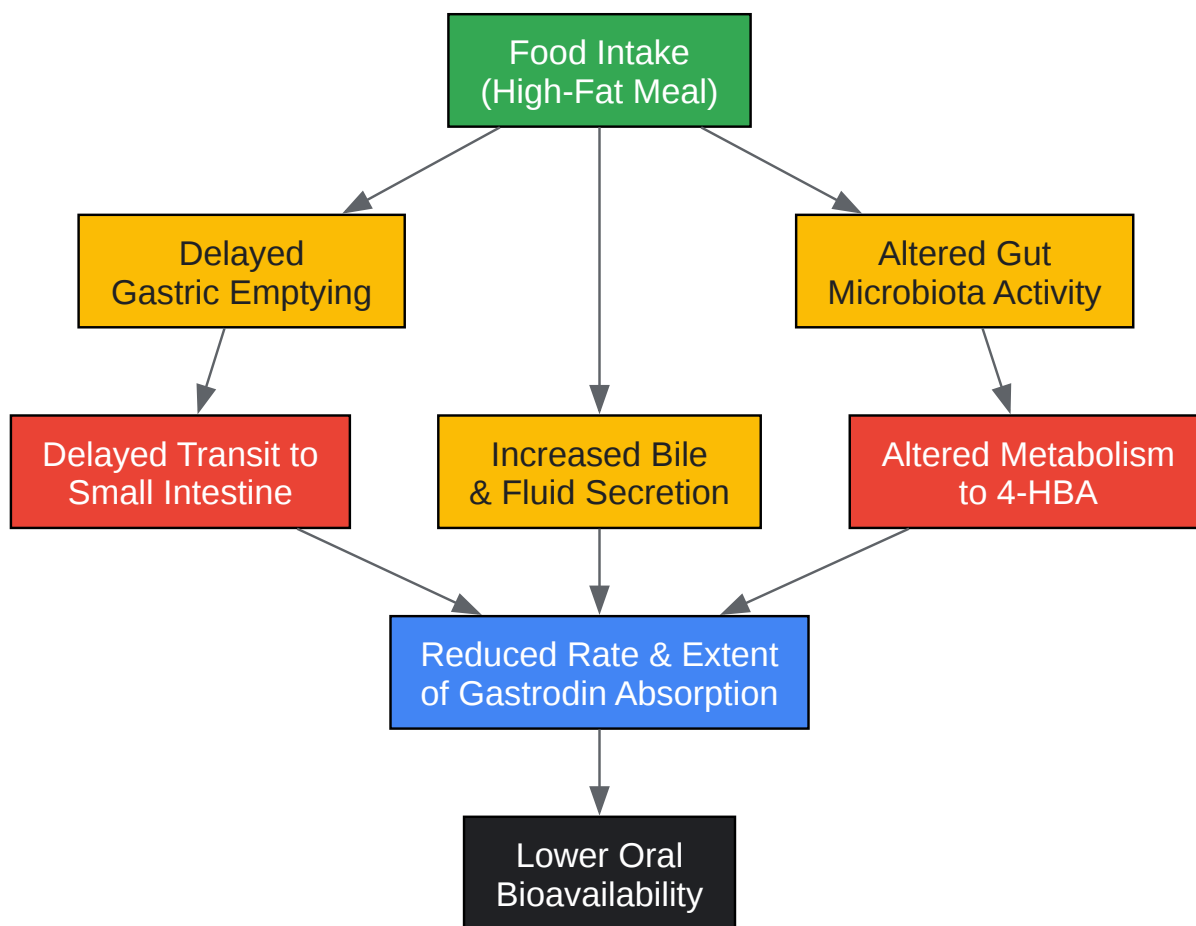 Food Intake
(High-Fat Meal)
Delayed
Gastric Emptying
Altered Gut
Microbiota Activity
Delayed Transit to
Small Intestine
Increased Bile
& Fluid Secretion
Altered Metabolism
to 4-HBA
Reduced Rate & Extent
of Gastrodin Absorption
Lower Oral
Bioavailability